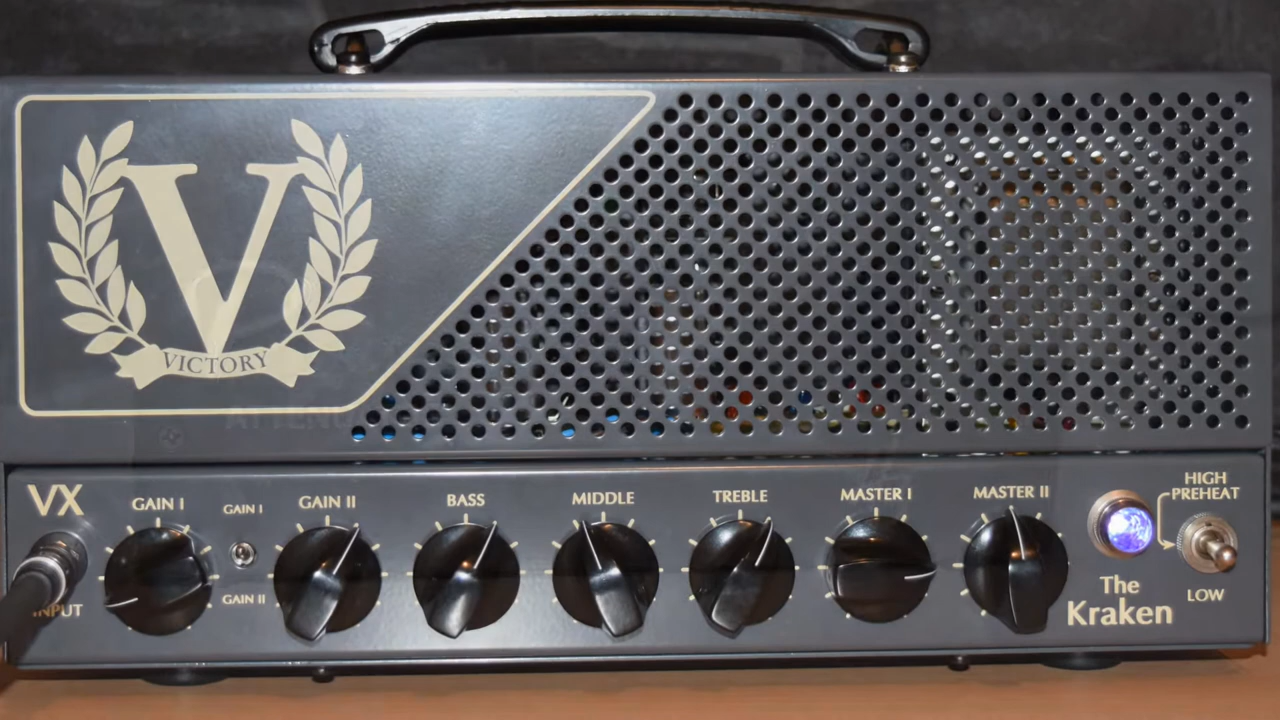 V
VICTORY
ATTENU
VX
GAIN I
GAIN I
GAIN II
GAIN II
BASS
MIDDLE
TREBLE
MASTER I
MASTER II
HIGH
PREHEAT
LOW
INPUT
The
Kraken